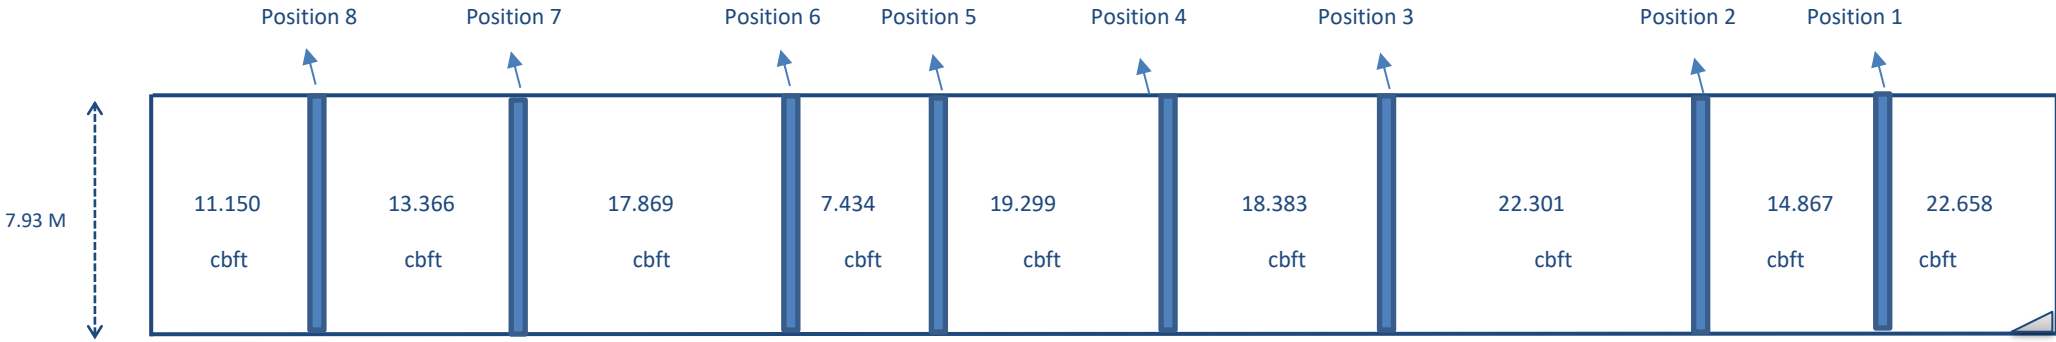 Position 8
Position 7
Position 6
Position 5
Position 4
Position 3
Position 2
Position 1
7.93 M
11.150
cbft
13.366
cbft
17.869
cbft
7.434
cbft
19.299
cbft
18.383
cbft
22.301
cbft
14.867
cbft
22.658
cbft